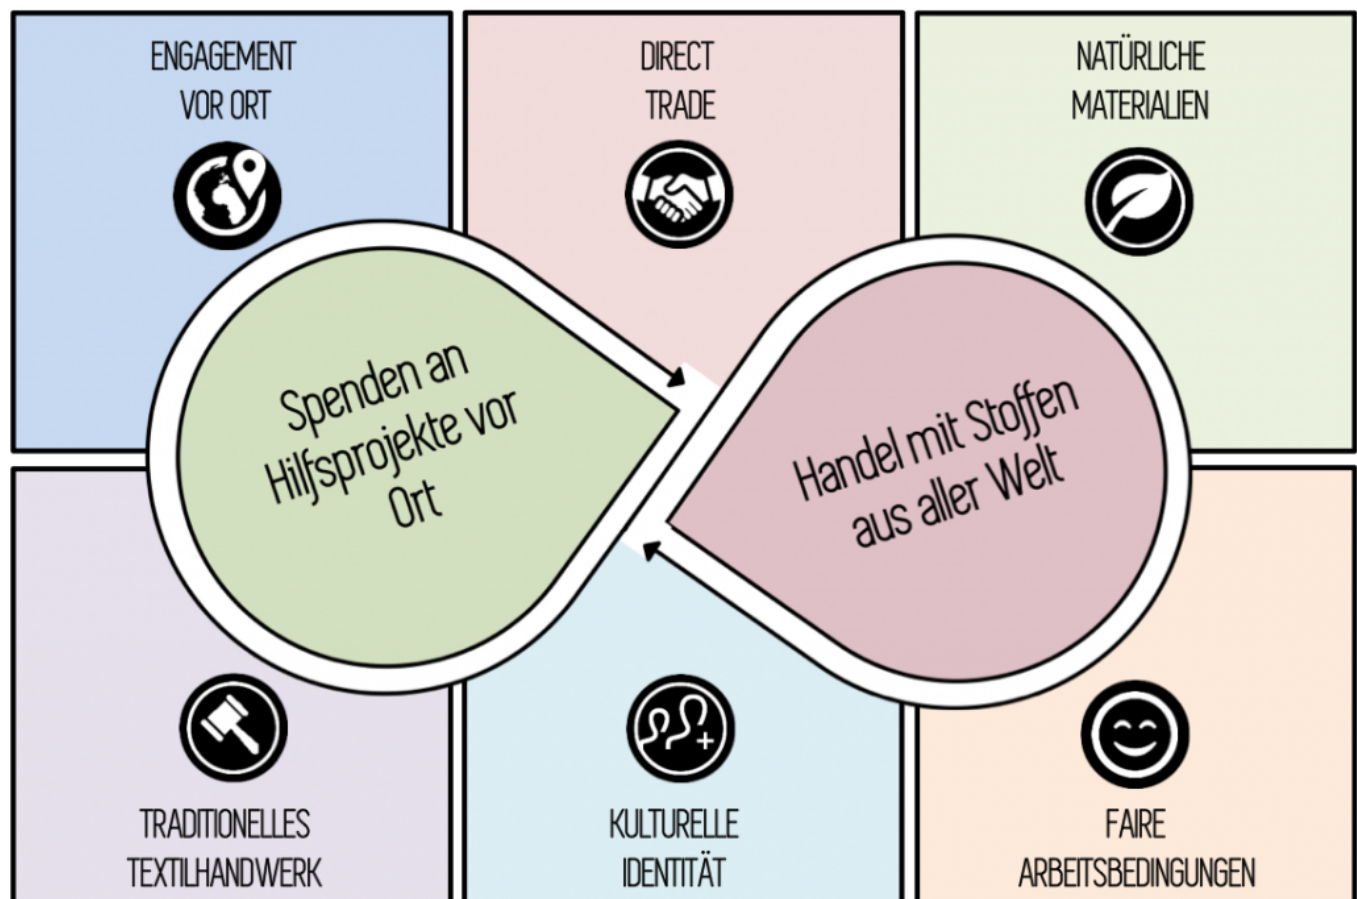 ENGAGEMENT
VOR ORT
DIRECT
TRADE
NATÜRLICHE
MATERIALIEN
Spenden an
Hilfsprojekte vor
Ort
Handel mit Stoffen
aus aller Welt
TRADITIONELLES
TEXTILHANDWERK
KULTURELLE
IDENTITÄT
FAIRE
ARBEITSBEDINGUNGEN